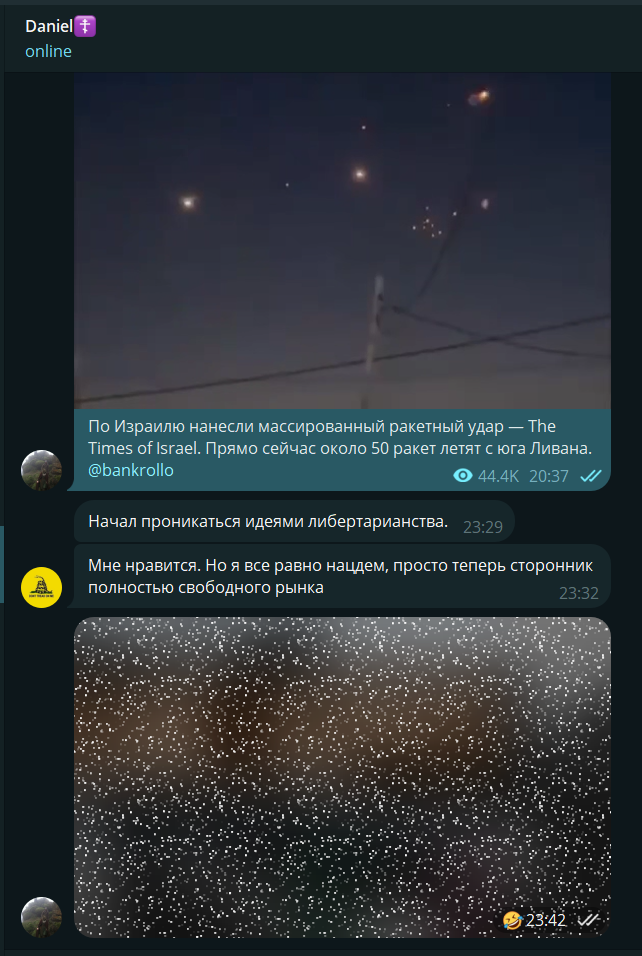 Daniel
online
По Израилю нанесли массированный ракетный удар — The
Times of Israel. Прямо сейчас около 50 ракет летят с юга Ливана.
@bankrollo
44.4K 20:37
Начал проникаться идеями либертарианства. 23:29
Мне нравится. Но я все равно нацдем, просто теперь сторонник
полностью свободного рынка
23:32
🤣 23:42